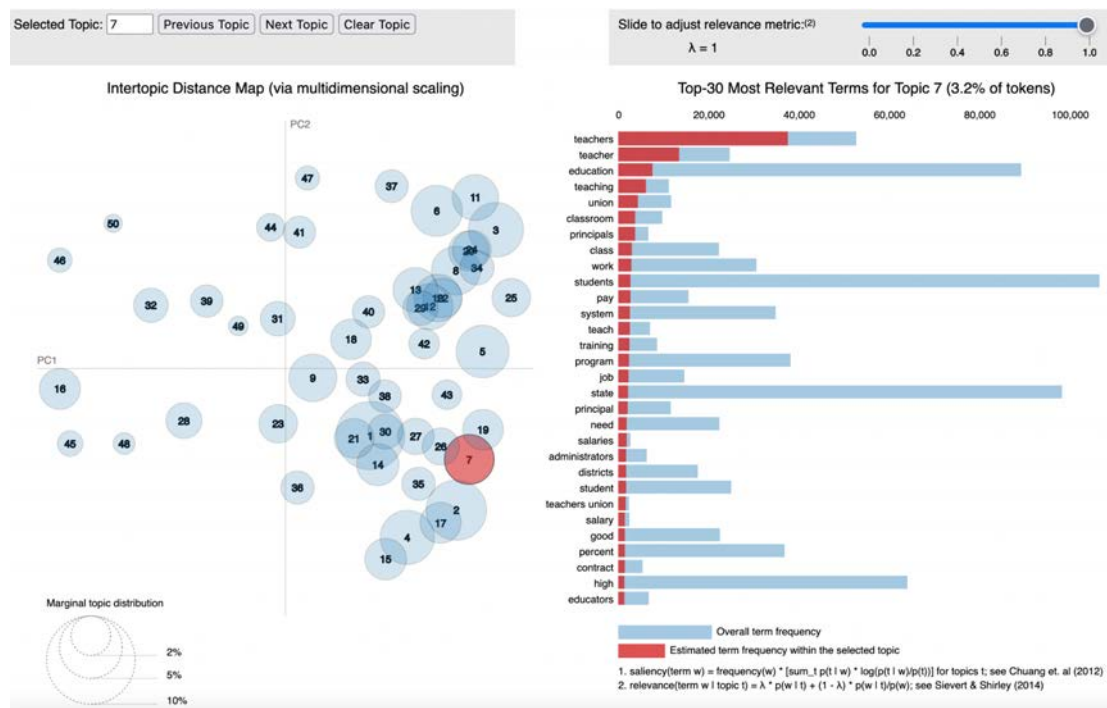 Selected Topic: 7 Previous Topic Next Topic Clear Topic
Slide to adjust relevance metric:(2)
λ = 1
0.0 0.2 0.4 0.6 0.8 1.0
Intertopic Distance Map (via multidimensional scaling)
PC2
PC1
47
37
11
6
3
50
44
41
46
24
8
34
13
25
32
39
49
31
40
18
42
5
9
33
16
38
43
28
23
45
48
21
1
30
27
26
19
14
7
35
36
2
17
4
15
Marginal topic distribution
2%
5%
10%
Top-30 Most Relevant Terms for Topic 7 (3.2% of tokens)
0 20,000 40,000 60,000 80,000 100,000
teachers
teacher
education
teaching
union
classroom
principals
class
work
students
pay
system
teach
training
program
job
state
principal
need
salaries
administrators
districts
student
teachers union
salary
good
percent
contract
high
educators
Overall term frequency
Estimated term frequency within the selected topic
1. saliency(term w) = frequency(w) * [sum_t p(t | w) * log(p(t | w)/p(t))] for topics t; see Chuang et. al (2012)
2. relevance(term w | topic t) = λ * p(w | t) + (1 - λ) * p(w | t)/p(w); see Sievert & Shirley (2014)